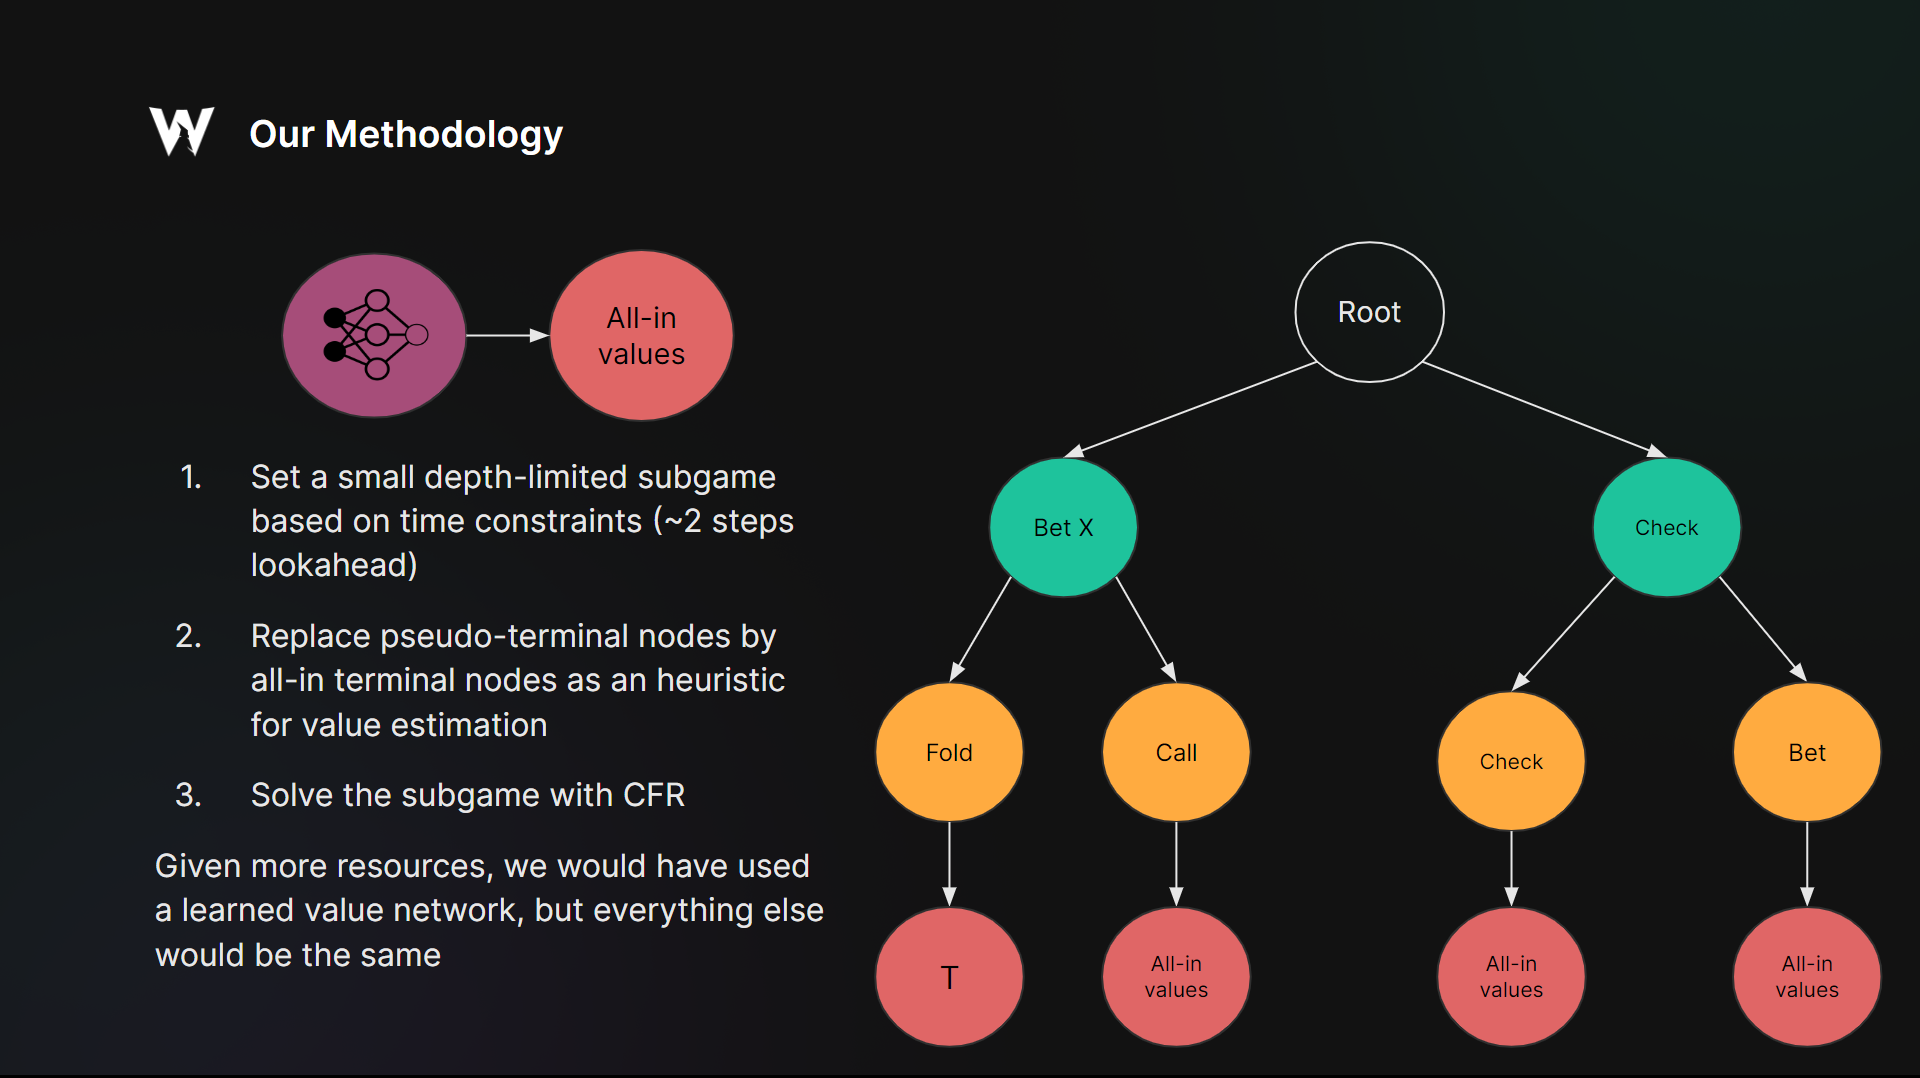 W Our Methodology
All-in
values
1. Set a small depth-limited subgame
based on time constraints (~2 steps
lookahead)
2. Replace pseudo-terminal nodes by
all-in terminal nodes as an heuristic
for value estimation
3. Solve the subgame with CFR
Given more resources, we would have used
a learned value network, but everything else
would be the same
Root
Bet X
Check
Fold
Call
Check
Bet
T
All-in
values
All-in
values
All-in
values